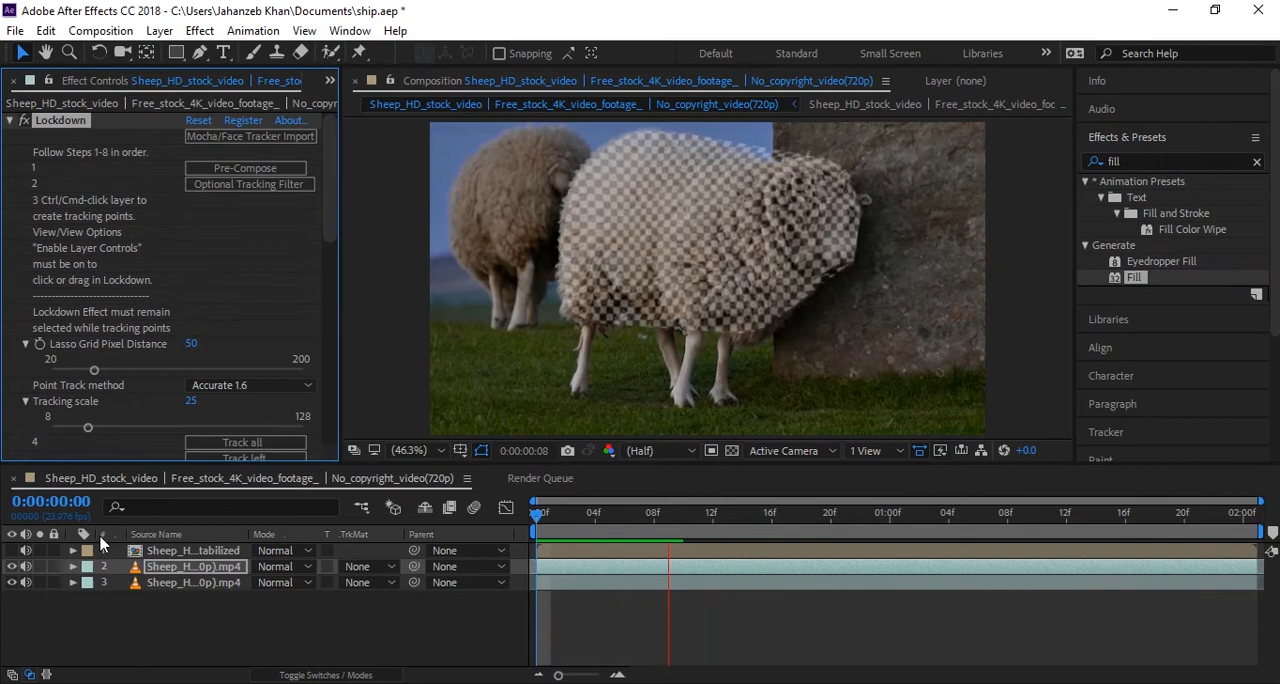 Adobe After Effects CC 2018 - C:\Users\Jahanzeb Khan\Documents\ship.aep *
File Edit Composition Layer Effect Animation View Window Help
Snapping Default Standard Small Screen Libraries Search Help
Effect Controls Sheep_HD_stock_video | Free_sto
Composition Sheep_HD_stock_video | Free_stock_4K_video_footage_ | No_copyright_video(720p) Layer (none)
Info
Sheep_HD_stock_video | Free_stock_4K_video_footage_ | No_copyr
Sheep_HD_stock_video | Free_stock_4K_video_footage_ | No_copyright_video(720p) Sheep_HD_stock_video | Free_stock_4K_video_foc
Audio
fx Lockdown Reset Register About...
Mocha/Face Tracker Import
Follow Steps 1-8 in order.
1 Pre-Compose
2 Optional Tracking Filter
3 Ctrl/Cmd+click layer to
create tracking points.
View/View Options
"Enable Layer Controls"
must be on to
click or drag in Lockdown.
-------------------------------
Lockdown Effect must remain
selected while tracking points
Lasso Grid Pixel Distance 50
20 200
Point Track method Accurate 1.6
Tracking scale 25
8 128
4 Track all
Track left
Effects & Presets
fill
* Animation Presets
Text
Fill and Stroke
Fill Color Wipe
Generate
Eyedropper Fill
Fill
Libraries
Align
Character
Paragraph
Tracker
Paint
(46.3%) 0:00:00:08 (Half) Active Camera 1 View +0.0
Sheep_HD_stock_video | Free_stock_4K_video_footage_ | No_copyright_video(720p) Render Queue
0:00:00:00
00000 (23.976 fps)
:00f 04f 08f 12f 16f 20f 01:00f 04f 08f 12f 16f 20f 02:00f
# Source Name Mode T .TrkMat Parent
Sheep_H...tabilized Normal None
2 Sheep_H...0p).mp4 Normal None None
3 Sheep_H...0p).mp4 Normal None None
Toggle Switches / Modes